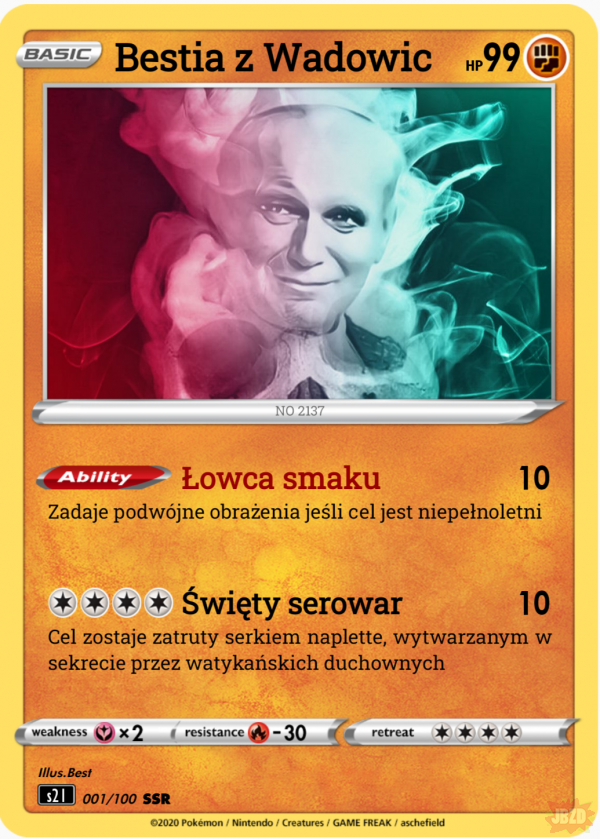 BASIC Bestia z Wadowic HP 99
NO 2137
Ability Łowca smaku 10
Zadaje podwójne obrażenia jeśli cel jest niepełnoletni
Święty serowar 10
Cel zostaje zatruty serkiem naplette, wytwarzanym w
sekrecie przez watykańskich duchownych
weakness ×2 resistance -30 retreat
Illus.Best
s21 001/100 SSR
©2020 Pokémon / Nintendo / Creatures / GAME FREAK / aschefield
JBZD